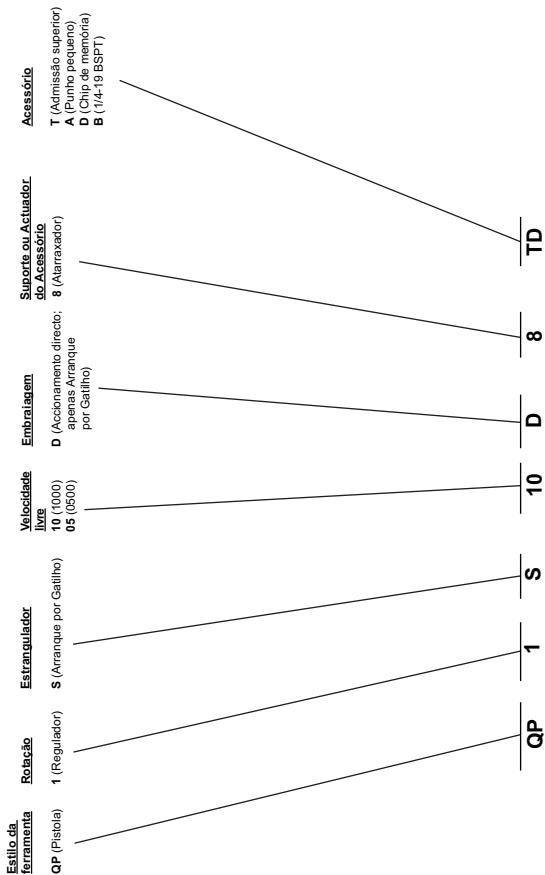 Estilo da
ferramenta
QP (Pistola)
Rotação
1 (Regulador)
Estrangulador
S (Arranque por Gatilho)
Velocidade
livre
10 (1000)
05 (0500)
Embraiagem
D (Accionamento directo;
apenas Arranque
por Gatilho)
Suporte ou Actuador
do Acessório
8 (Atarraxador)
Acessório
T (Admissão superior)
A (Punho pequeno)
D (Chip de memória)
B (1/4-19 BSPT)
QP
1
S
10
D
8
TD